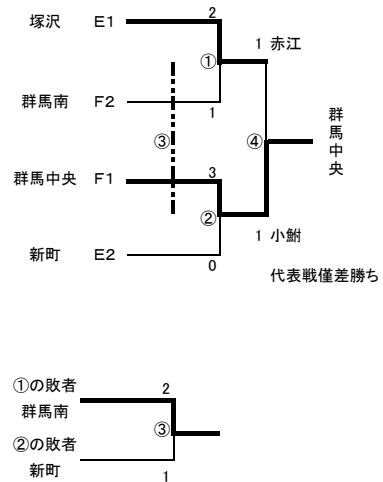 塚沢 E1 2
① 1 赤江
群馬南 F2 1
③ ④ 群馬中央
群馬中央 F1 3
② 1 小鮒
新町 E2 0
代表戦僅差勝ち
①の敗者 2
群馬南
③
②の敗者
新町 1